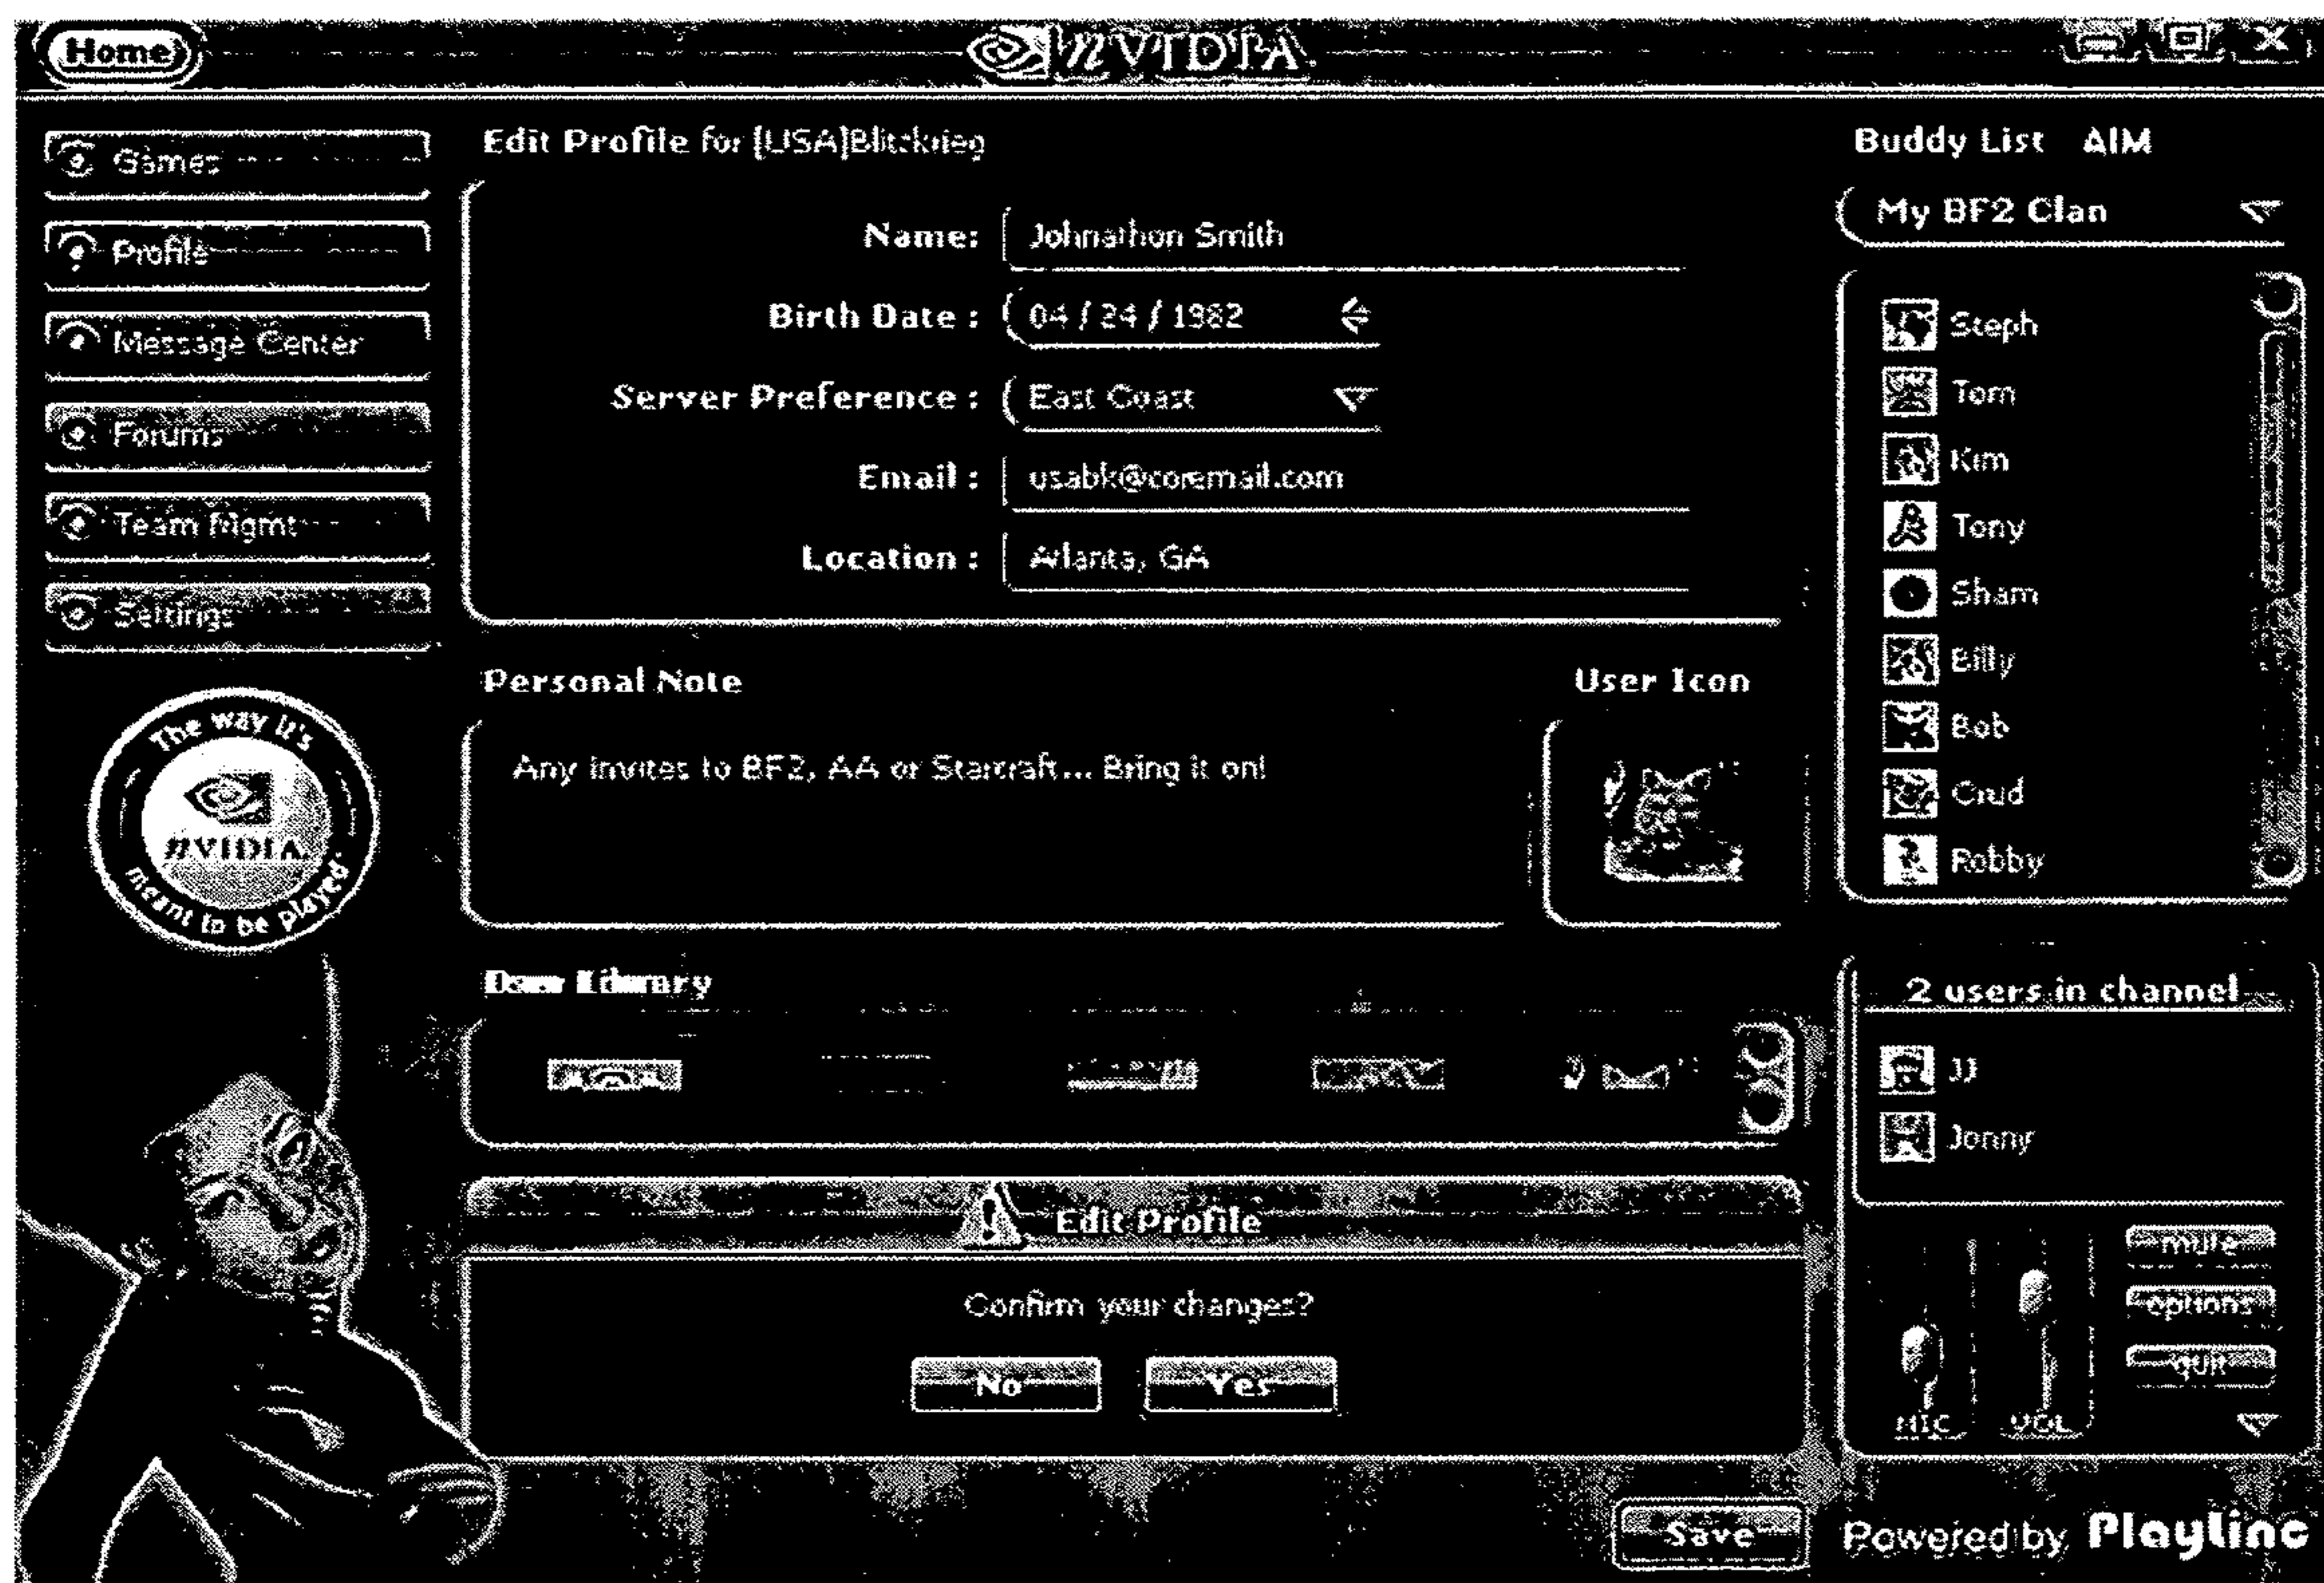 Home
nVIDIA.
Games
Profile
Message Center
Forums
Team Mgmt
Settings
The way it's
nVIDIA.
meant to be played
Edit Profile for [USA]Blitzkrieg
Name: Johnathon Smith
Birth Date : 04 / 24 / 1982
Server Preference : East Coast
Email : usabk@coremail.com
Location : Atlanta, GA
Personal Note
Any invites to BF2, AA or Starcraft... Bring it on!
User Icon
Library
Edit Profile
Confirm your changes?
No
Yes
Save
Buddy List AIM
My BF2 Clan
Steph
Tom
Kim
Tony
Sham
Billy
Bob
Crud
Robby
2 users in channel
JJ
Jonny
mute
options
quit
MIC
VOL
Powered by PlayLinc